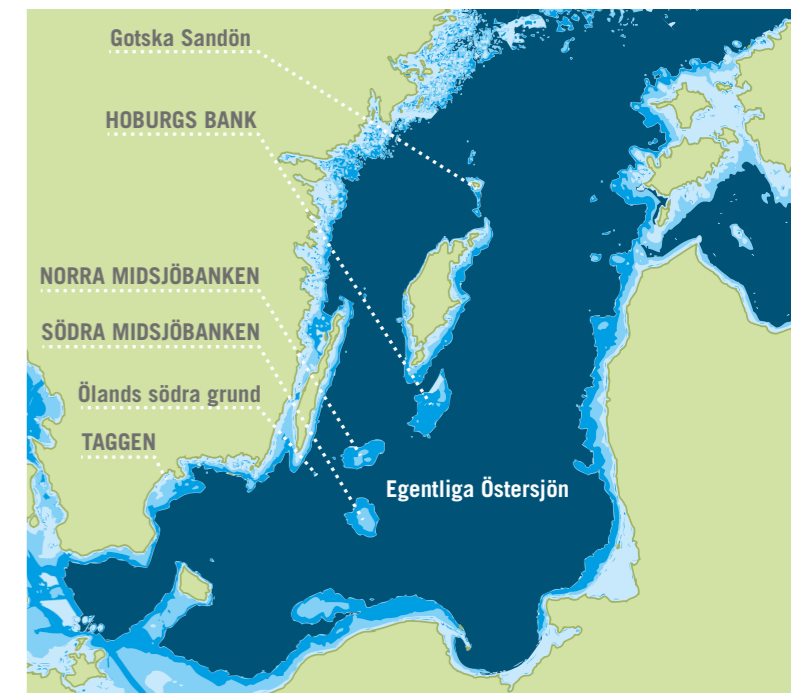 Gotska Sandön
HOBURGS BANK
NORRA MIDSJÖBANKEN
SÖDRA MIDSJÖBANKEN
Ölands södra grund
TAGGEN
Egentliga Östersjön